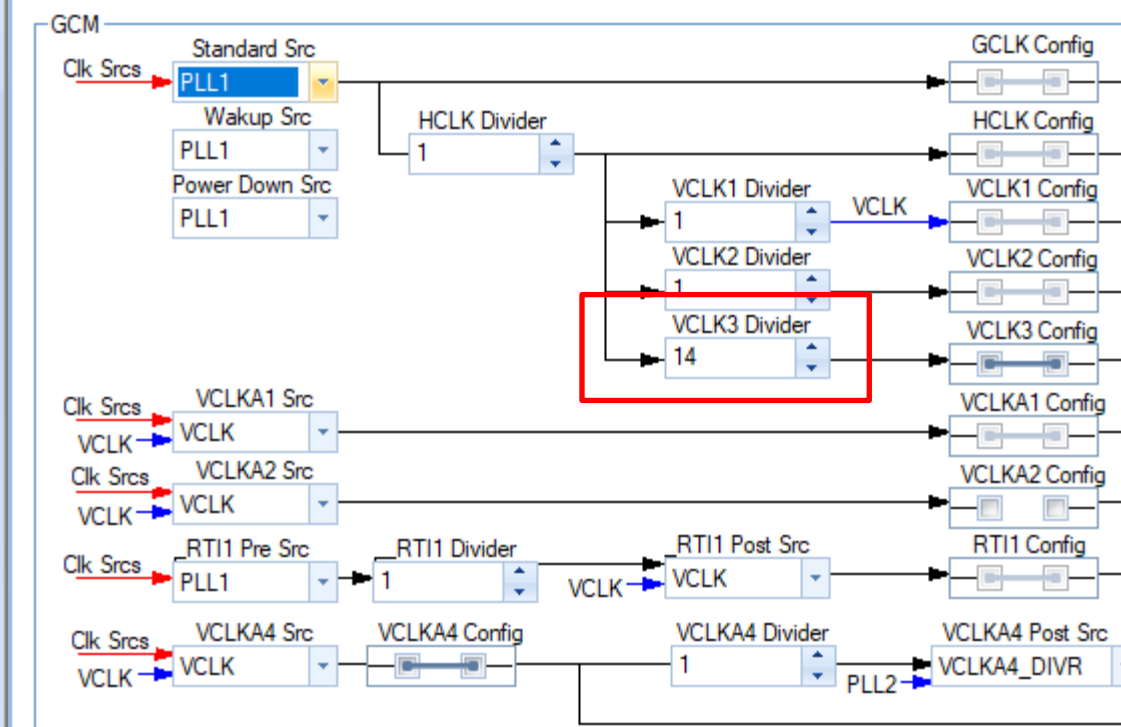 GCM
Standard Src
GCLK Config
Clk Srcs
PLL1
Wakup Src
HCLK Divider
HCLK Config
PLL1
1
Power Down Src
VCLK1 Divider
VCLK
VCLK1 Config
PLL1
1
VCLK2 Divider
VCLK2 Config
1
VCLK3 Divider
VCLK3 Config
14
VCLKA1 Src
VCLKA1 Config
Clk Srcs
VCLK
VCLK
VCLKA2 Src
VCLKA2 Config
Clk Srcs
VCLK
VCLK
_RTI1 Pre Src
_RTI1 Divider
_RTI1 Post Src
RTI1 Config
Clk Srcs
PLL1
1
VCLK
VCLK
VCLKA4 Src
VCLKA4 Config
VCLKA4 Divider
VCLKA4 Post Src
Clk Srcs
VCLK
VCLK
1
PLL2
VCLKA4_DIVR